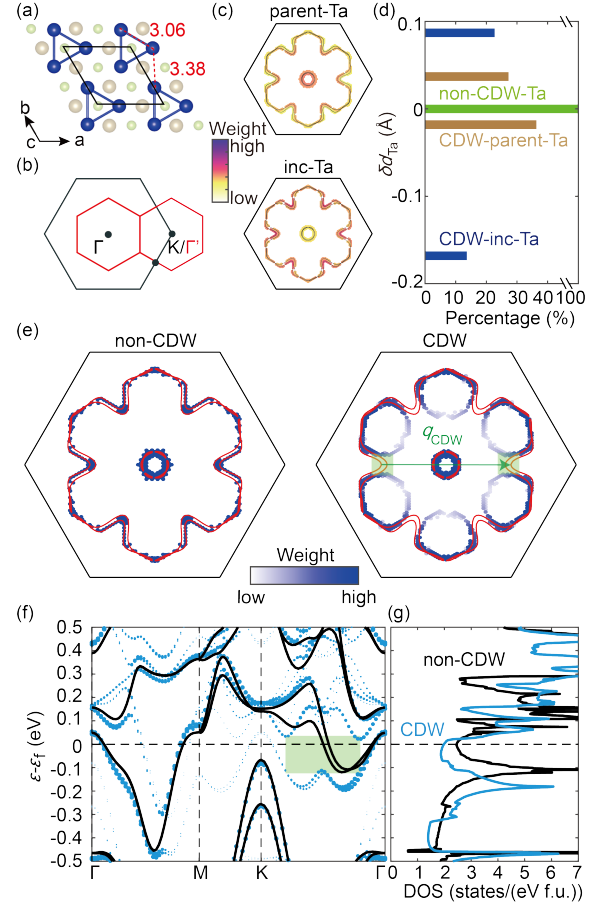 (a)
3.06
3.38
b
c
a
(b)
Γ
K/Γ'
(c)
parent-Ta
Weight
high
low
inc-Ta
(d)
0.1
0
-0.1
-0.2
δd_Ta (Å)
non-CDW-Ta
CDW-parent-Ta
CDW-inc-Ta
0 10 20 30 40 100
Percentage (%)
(e)
non-CDW
CDW
q_CDW
Weight
low
high
(f)
0.5
0.4
0.3
0.2
0.1
0
-0.1
-0.2
-0.3
-0.4
-0.5
ε-ε_f (eV)
Γ M K Γ
(g)
non-CDW
CDW
0 1 2 3 4 5 6 7
DOS (states/(eV f.u.))